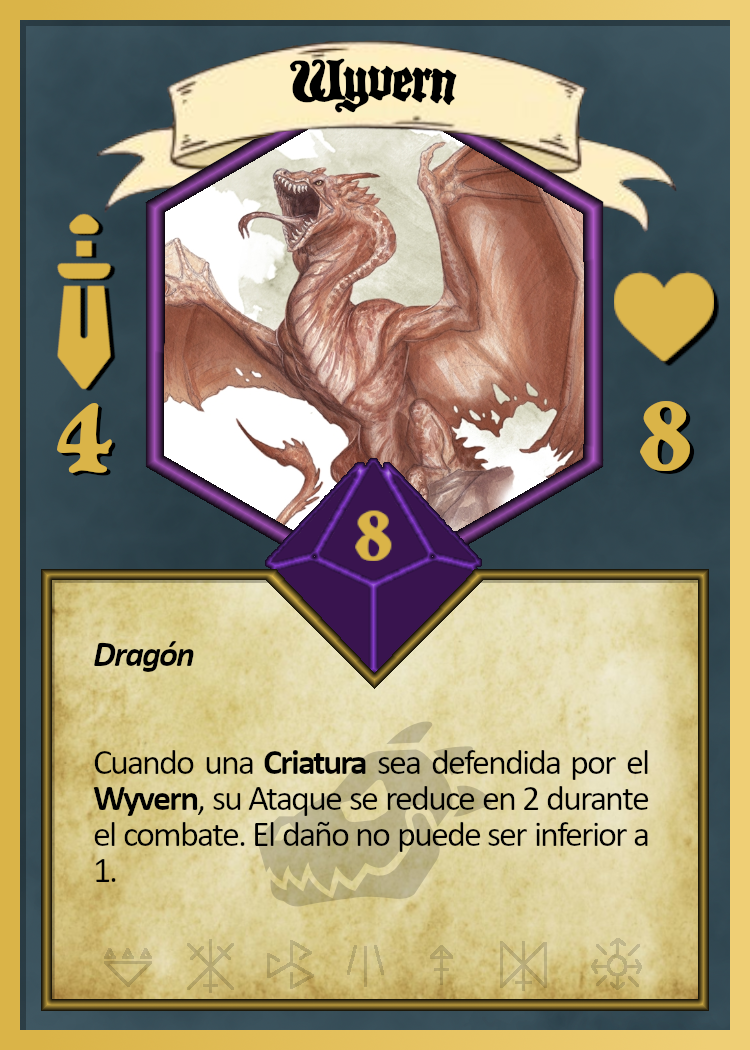 Wyvern
4
8
8
Dragón
Cuando una Criatura sea defendida por el
Wyvern, su Ataque se reduce en 2 durante
el combate. El daño no puede ser inferior a
1.